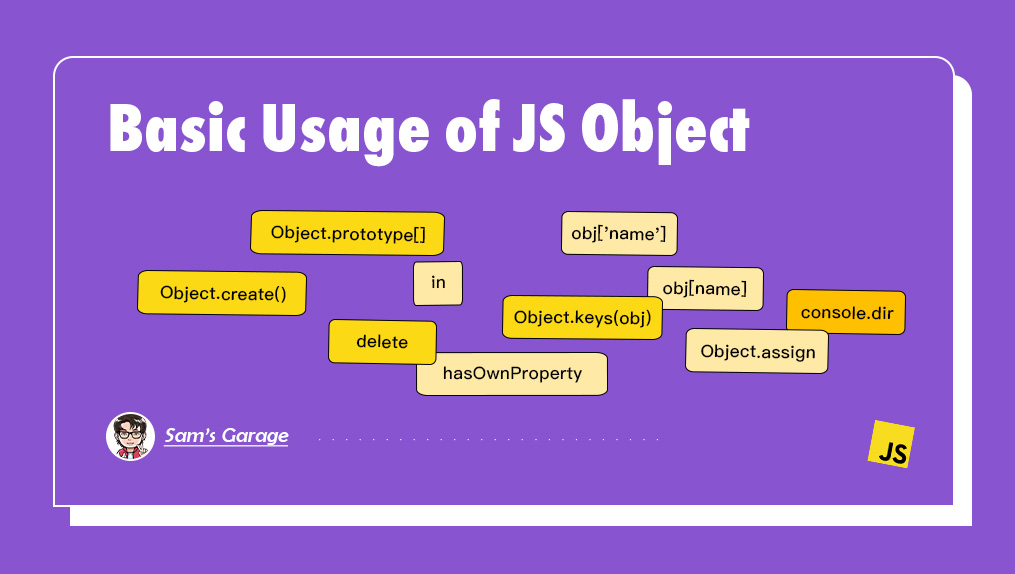 Basic Usage of JS Object
Object.prototype[]
obj[’name’]
in
obj[name]
Object.create()
console.dir
Object.keys(obj)
delete
Object.assign
hasOwnProperty
Sam’s Garage
JS